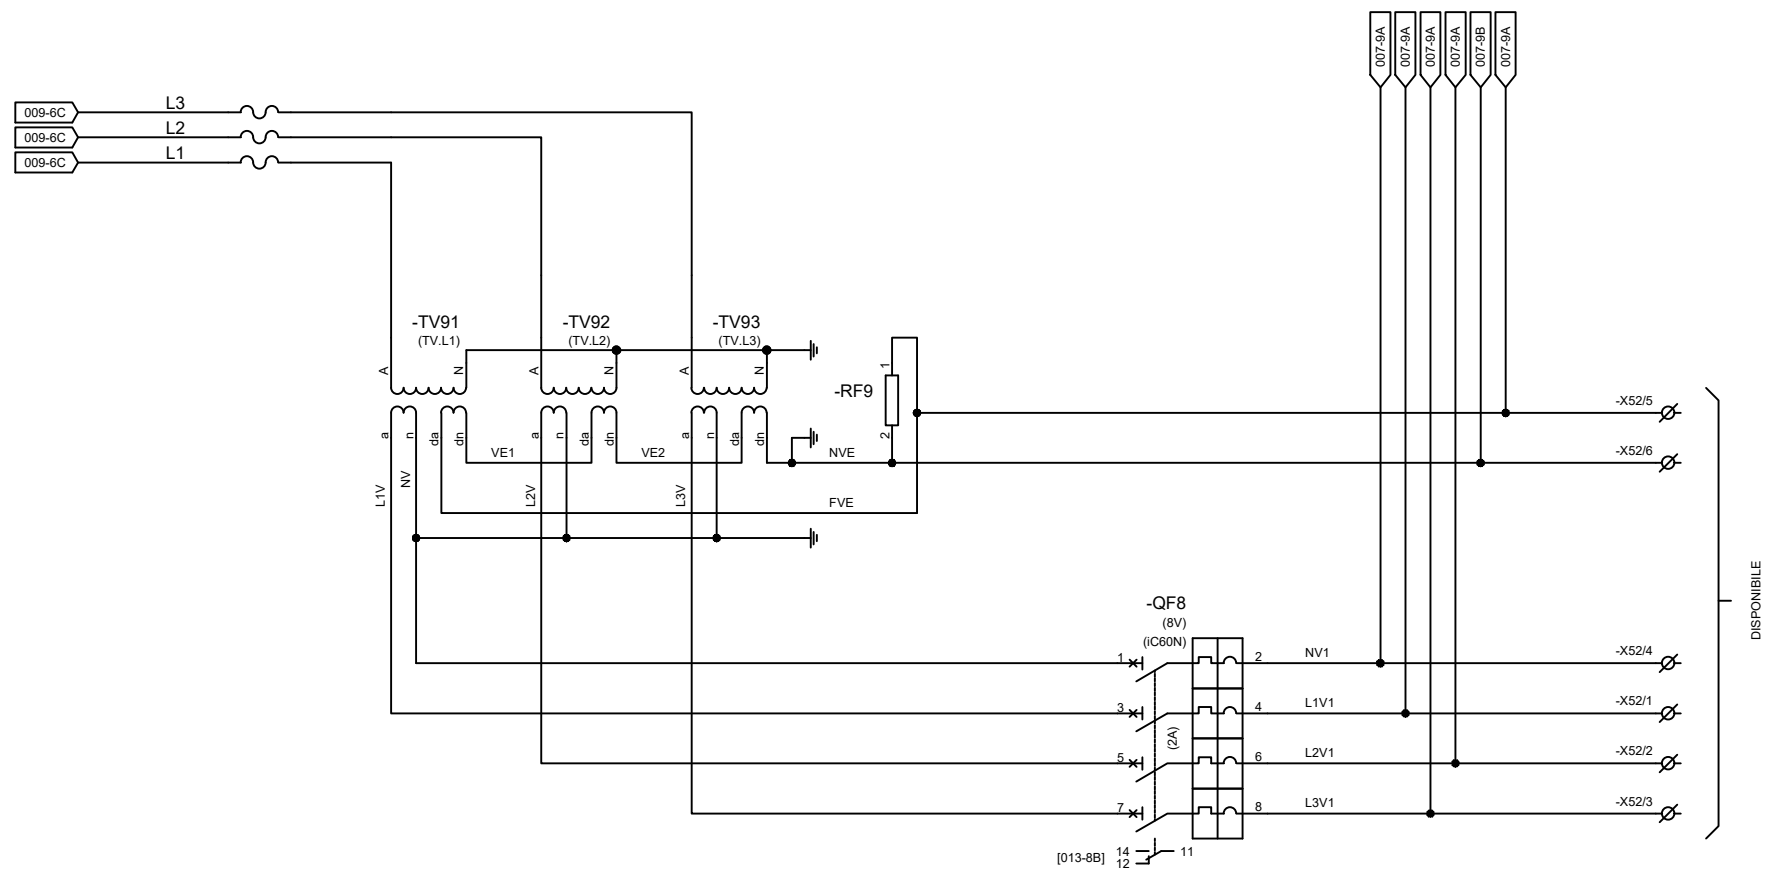 007-9A
007-9A
007-9A
007-9A
007-9B
007-9A
009-6C
L3
009-6C
L2
009-6C
L1
-TV91
(TV.L1)
-TV92
(TV.L2)
-TV93
(TV.L3)
A
N
A
N
A
N
-RF9
1
2
a
n
da
dn
a
n
da
dn
a
n
da
dn
VE1
VE2
NVE
FVE
L1V
NV
L2V
L3V
-X52/5
-X52/6
DISPONIBILE
-QF8
(8V)
(iC60N)
1
2
NV1
-X52/4
3
4
L1V1
-X52/1
(2A)
5
6
L2V1
-X52/2
7
8
L3V1
-X52/3
[013-8B]
14
11
12